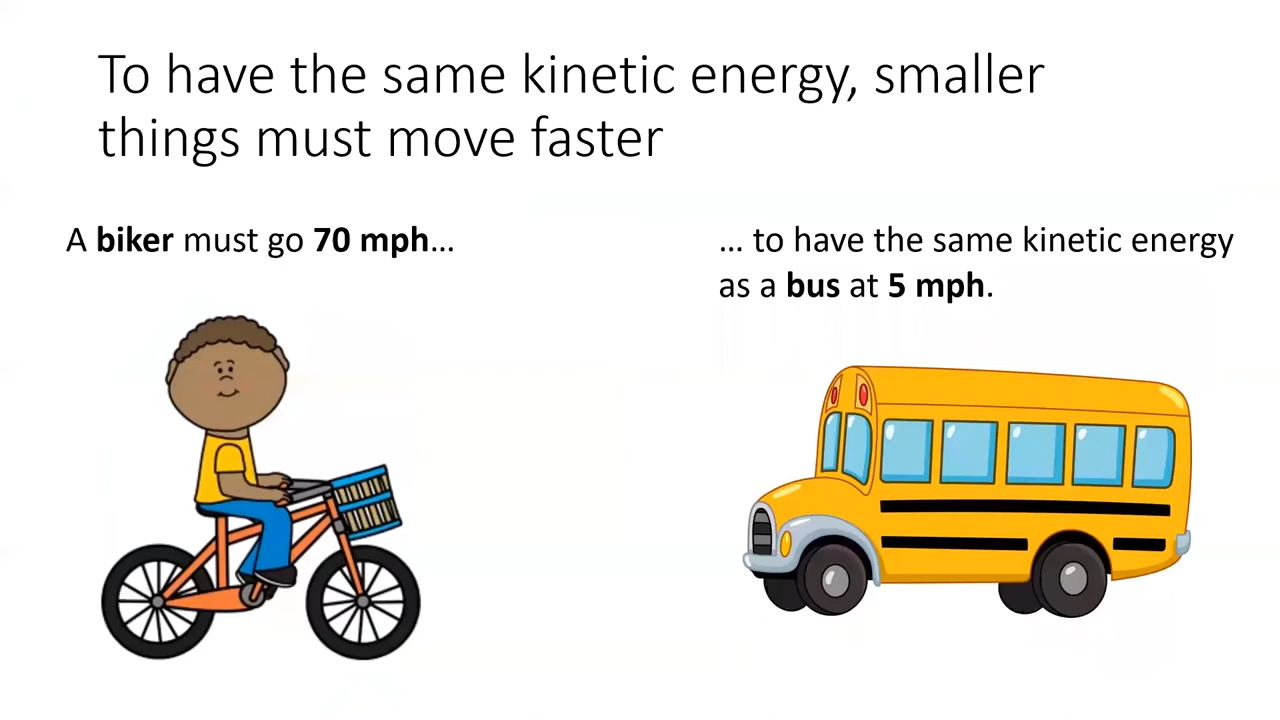 To have the same kinetic energy, smaller
things must move faster
A biker must go 70 mph…
… to have the same kinetic energy
as a bus at 5 mph.